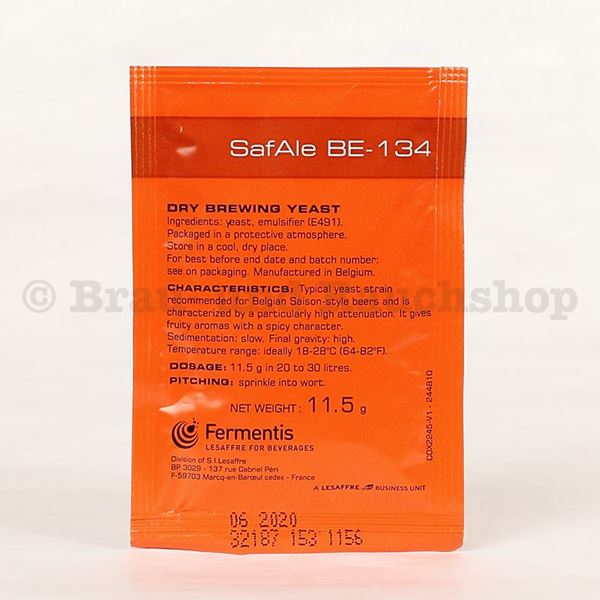 SafAle BE-134
DRY BREWING YEAST
Ingredients: yeast, emulsifier (E491).
Packaged in a protective atmosphere.
Store in a cool, dry place.
For best before end date and batch number:
see on packaging. Manufactured in Belgium.
CHARACTERISTICS: Typical yeast strain
recommended for Belgian Saison-style beers and is
characterized by a particularly high attenuation. It gives
fruity aromas with a spicy character.
Sedimentation: slow. Final gravity: high.
Temperature range: ideally 18-28°C (64-82°F).
DOSAGE: 11.5 g in 20 to 30 litres.
PITCHING: sprinkle into wort.
NET WEIGHT: 11.5 g
Fermentis
LESAFFRE FOR BEVERAGES
Division of S.I.Lesaffre
BP 3029 - 137 rue Gabriel Péri
F-59703 Marcq-en-Barœul cedex - France
A LESAFFRE BUSINESS UNIT
COX2245-V1 - 244810
06 2020
32187 153 1156